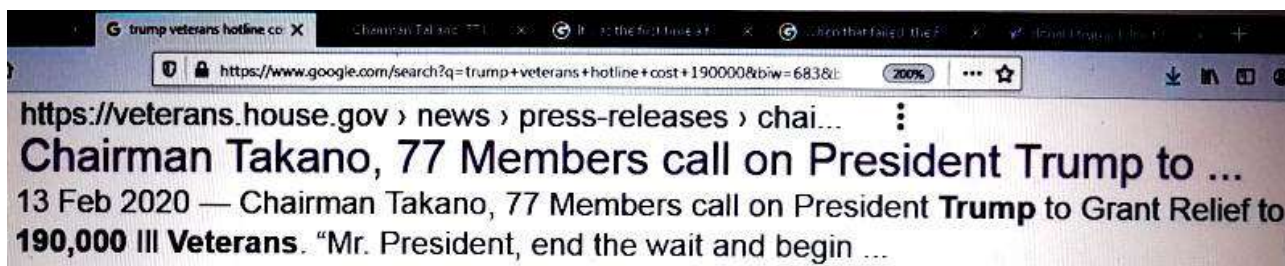 G trump veterans hotline co X
https://www.google.com/search?q=trump+veterans+hotline+cost+190000&biw=683& 200%
https://veterans.house.gov › news › press-releases › chai...
Chairman Takano, 77 Members call on President Trump to ...
13 Feb 2020 — Chairman Takano, 77 Members call on President Trump to Grant Relief to
190,000 Ill Veterans. “Mr. President, end the wait and begin ...